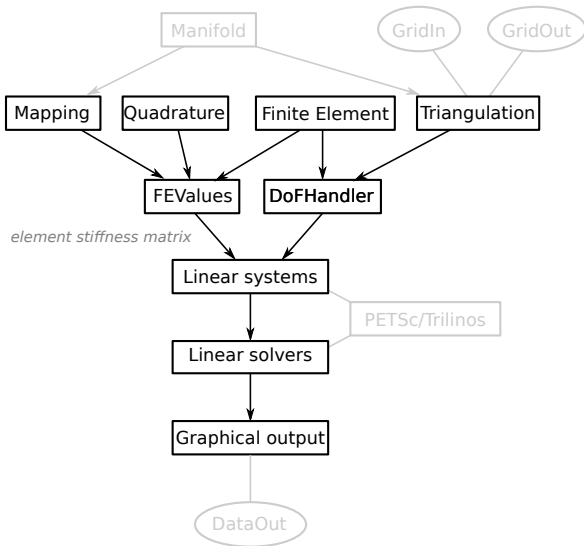 Manifold
GridIn
GridOut
Mapping
Quadrature
Finite Element
Triangulation
FEValues
DoFHandler
element stiffness matrix
Linear systems
PETSc/Trilinos
Linear solvers
Graphical output
DataOut